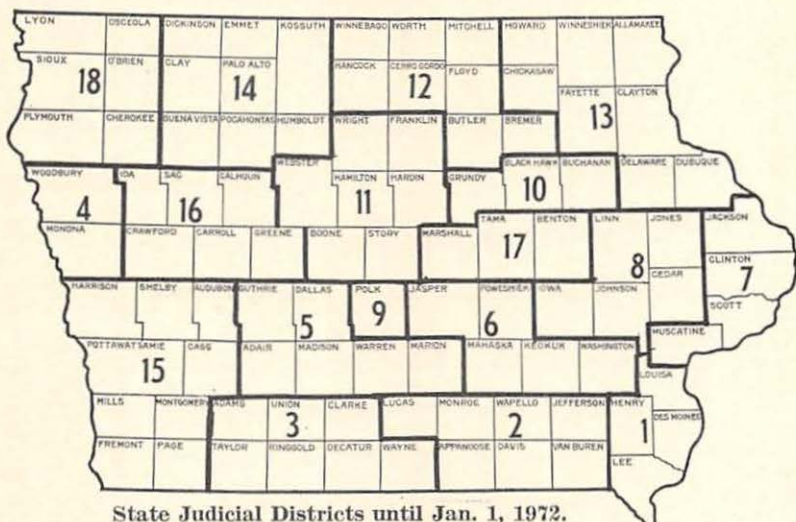 LYON OSCEOLA DICKINSON EMMET KOSSUTH WINNEBAGO WORTH MITCHELL HOWARD WINNESHIEK ALLAMAKEE
SIOUX O'BRIEN CLAY PALO ALTO HANCOCK CERRO GORDO FLOYD CHICKASAW
18 14 12
FAYETTE CLAYTON
13
PLYMOUTH CHEROKEE BUENA VISTA POCAHONTAS HUMBOLDT WRIGHT FRANKLIN BUTLER BREMER
WOODBURY IDA SAC CALHOUN WEBSTER HAMILTON HARDIN GRUNDY BLACK HAWK BUCHANAN DELAWARE DUBUQUE
4 16 11 10
MONONA CRAWFORD CARROLL GREENE BOONE STORY MARSHALL TAMA BENTON LINN JONES JACKSON
17 8
CEDAR CLINTON
7
HARRISON SHELBY AUDUBON GUTHRIE DALLAS POLK JASPER POWESHIEK IOWA JOHNSON SCOTT
5 9 6
MUSCATINE
POTTAWATTAMIE CASS ADAIR MADISON WARREN MARION MAHASKA KEOKUK WASHINGTON
15
LOUISA
MILLS MONTGOMERY ADAMS UNION CLARKE LUCAS MONROE WAPELLO JEFFERSON HENRY DES MOINES
3 2 1
FREMONT PAGE TAYLOR RINGGOLD DECATUR WAYNE APPANOOSE DAVIS VAN BUREN LEE
State Judicial Districts until Jan. 1, 1972.